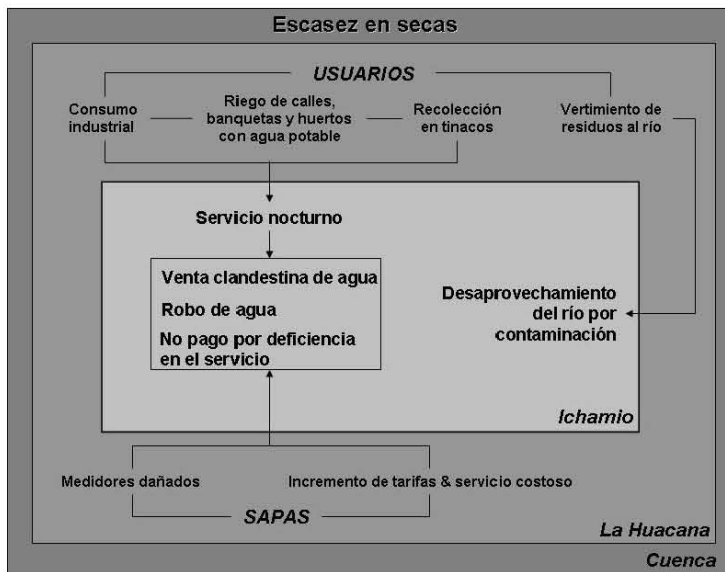 Escasez en secas
USUARIOS
Consumo
industrial
Riego de calles,
banquetas y huertos
con agua potable
Recolección
en tinacos
Vertimiento de
residuos al río
Servicio nocturno
Venta clandestina de agua
Robo de agua
No pago por deficiencia
en el servicio
Desaprovechamiento
del río por
contaminación
Ichamio
Medidores dañados
Incremento de tarifas & servicio costoso
SAPAS
La Huacana
Cuenca